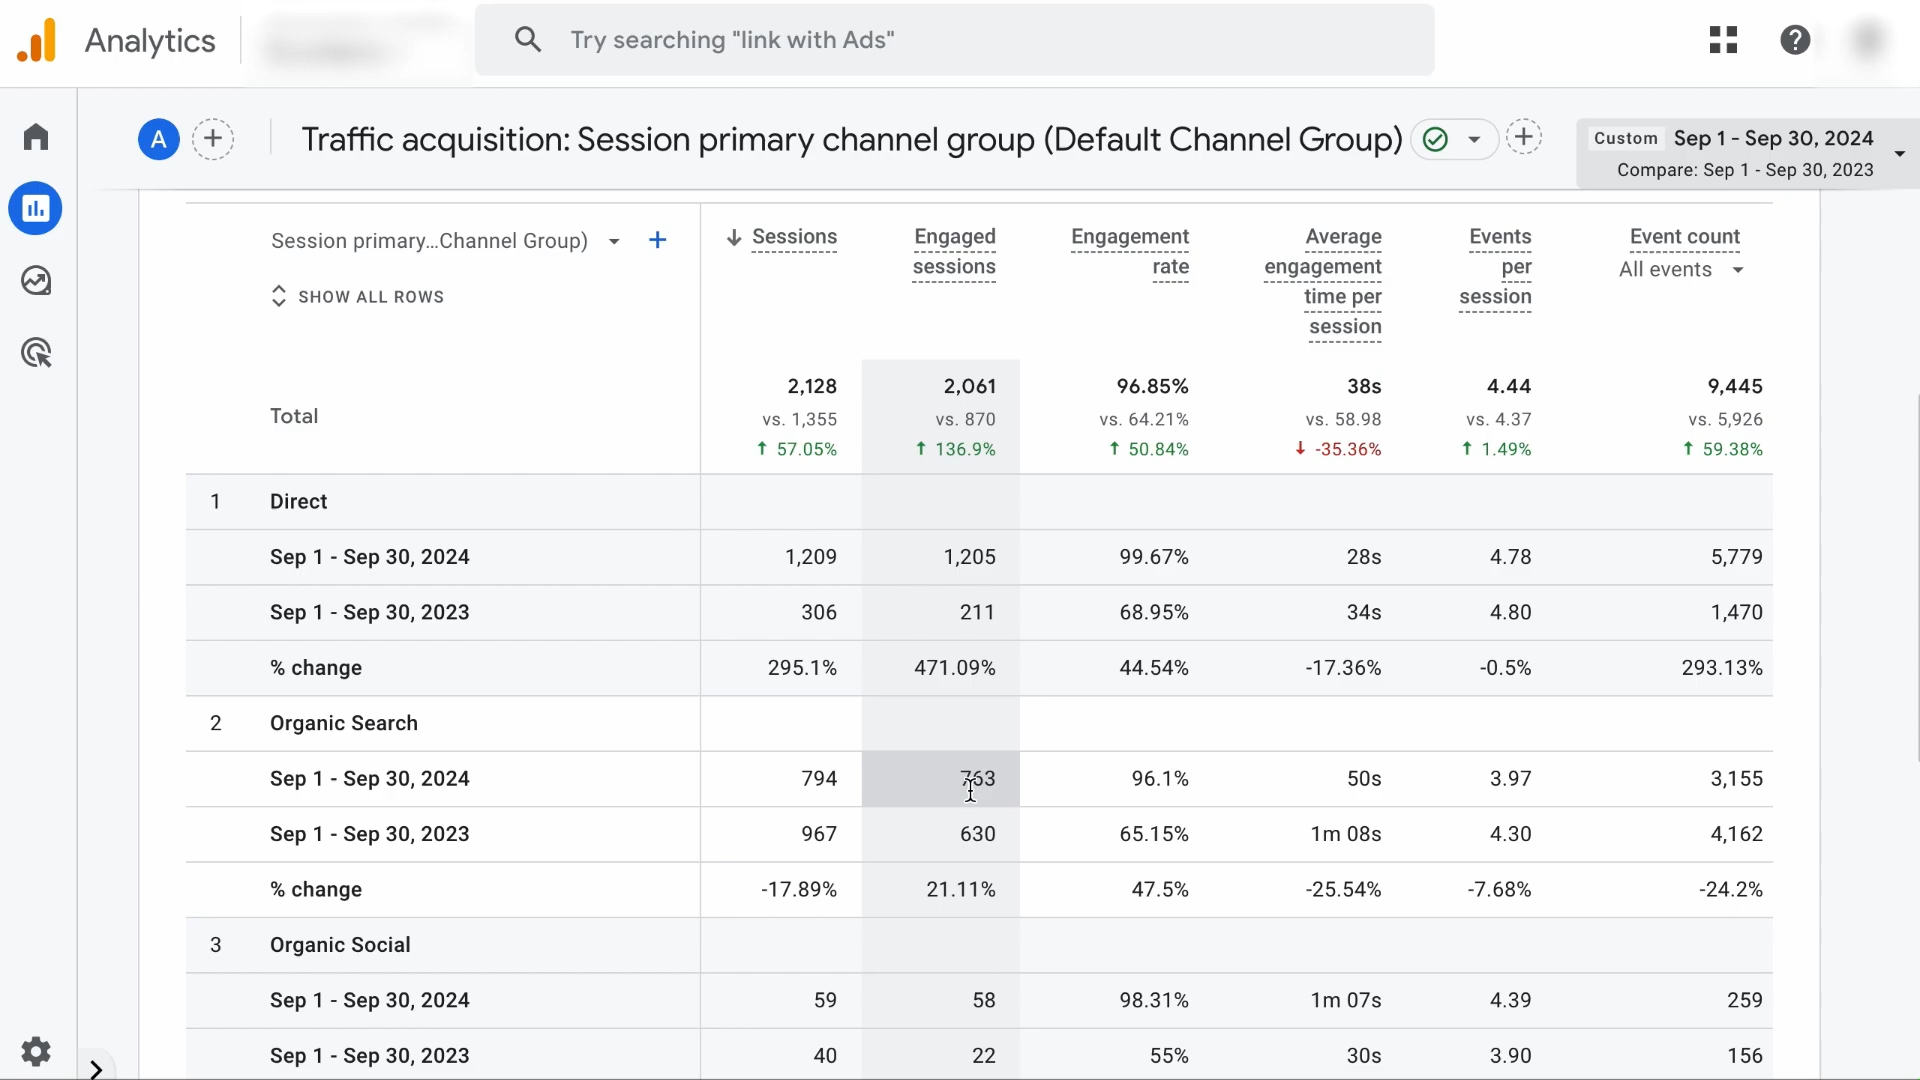 Analytics
Try searching "link with Ads"
A
Traffic acquisition: Session primary channel group (Default Channel Group)
Custom Sep 1 - Sep 30, 2024
Compare: Sep 1 - Sep 30, 2023
Session primary…Channel Group)
SHOW ALL ROWS
Sessions
Engaged sessions
Engagement rate
Average engagement time per session
Events per session
Event count
All events
Total
2,128 2,061 96.85% 38s 4.44 9,445
vs. 1,355 vs. 870 vs. 64.21% vs. 58.98 vs. 4.37 vs. 5,926
↑ 57.05% ↑ 136.9% ↑ 50.84% ↓ -35.36% ↑ 1.49% ↑ 59.38%
1 Direct
Sep 1 - Sep 30, 2024 1,209 1,205 99.67% 28s 4.78 5,779
Sep 1 - Sep 30, 2023 306 211 68.95% 34s 4.80 1,470
% change 295.1% 471.09% 44.54% -17.36% -0.5% 293.13%
2 Organic Search
Sep 1 - Sep 30, 2024 794 763 96.1% 50s 3.97 3,155
Sep 1 - Sep 30, 2023 967 630 65.15% 1m 08s 4.30 4,162
% change -17.89% 21.11% 47.5% -25.54% -7.68% -24.2%
3 Organic Social
Sep 1 - Sep 30, 2024 59 58 98.31% 1m 07s 4.39 259
Sep 1 - Sep 30, 2023 40 22 55% 30s 3.90 156